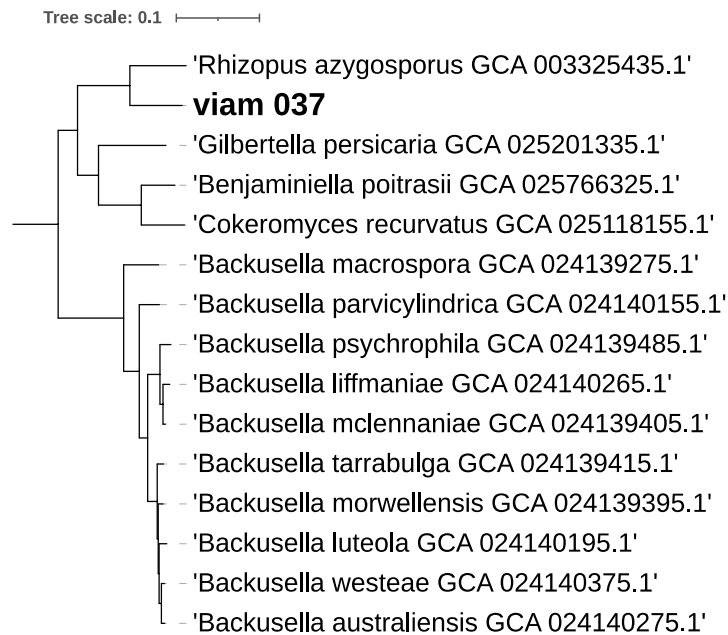 Tree scale: 0.1
'Rhizopus azygosporus GCA 003325435.1'
viam 037
'Gilbertella persicaria GCA 025201335.1'
'Benjaminiella poitrasii GCA 025766325.1'
'Cokeromyces recurvatus GCA 025118155.1'
'Backusella macrospora GCA 024139275.1'
'Backusella parvicylindrica GCA 024140155.1'
'Backusella psychrophila GCA 024139485.1'
'Backusella liffmaniae GCA 024140265.1'
'Backusella mclennaniae GCA 024139405.1'
'Backusella tarrabulga GCA 024139415.1'
'Backusella morwellensis GCA 024139395.1'
'Backusella luteola GCA 024140195.1'
'Backusella westeae GCA 024140375.1'
'Backusella australiensis GCA 024140275.1'